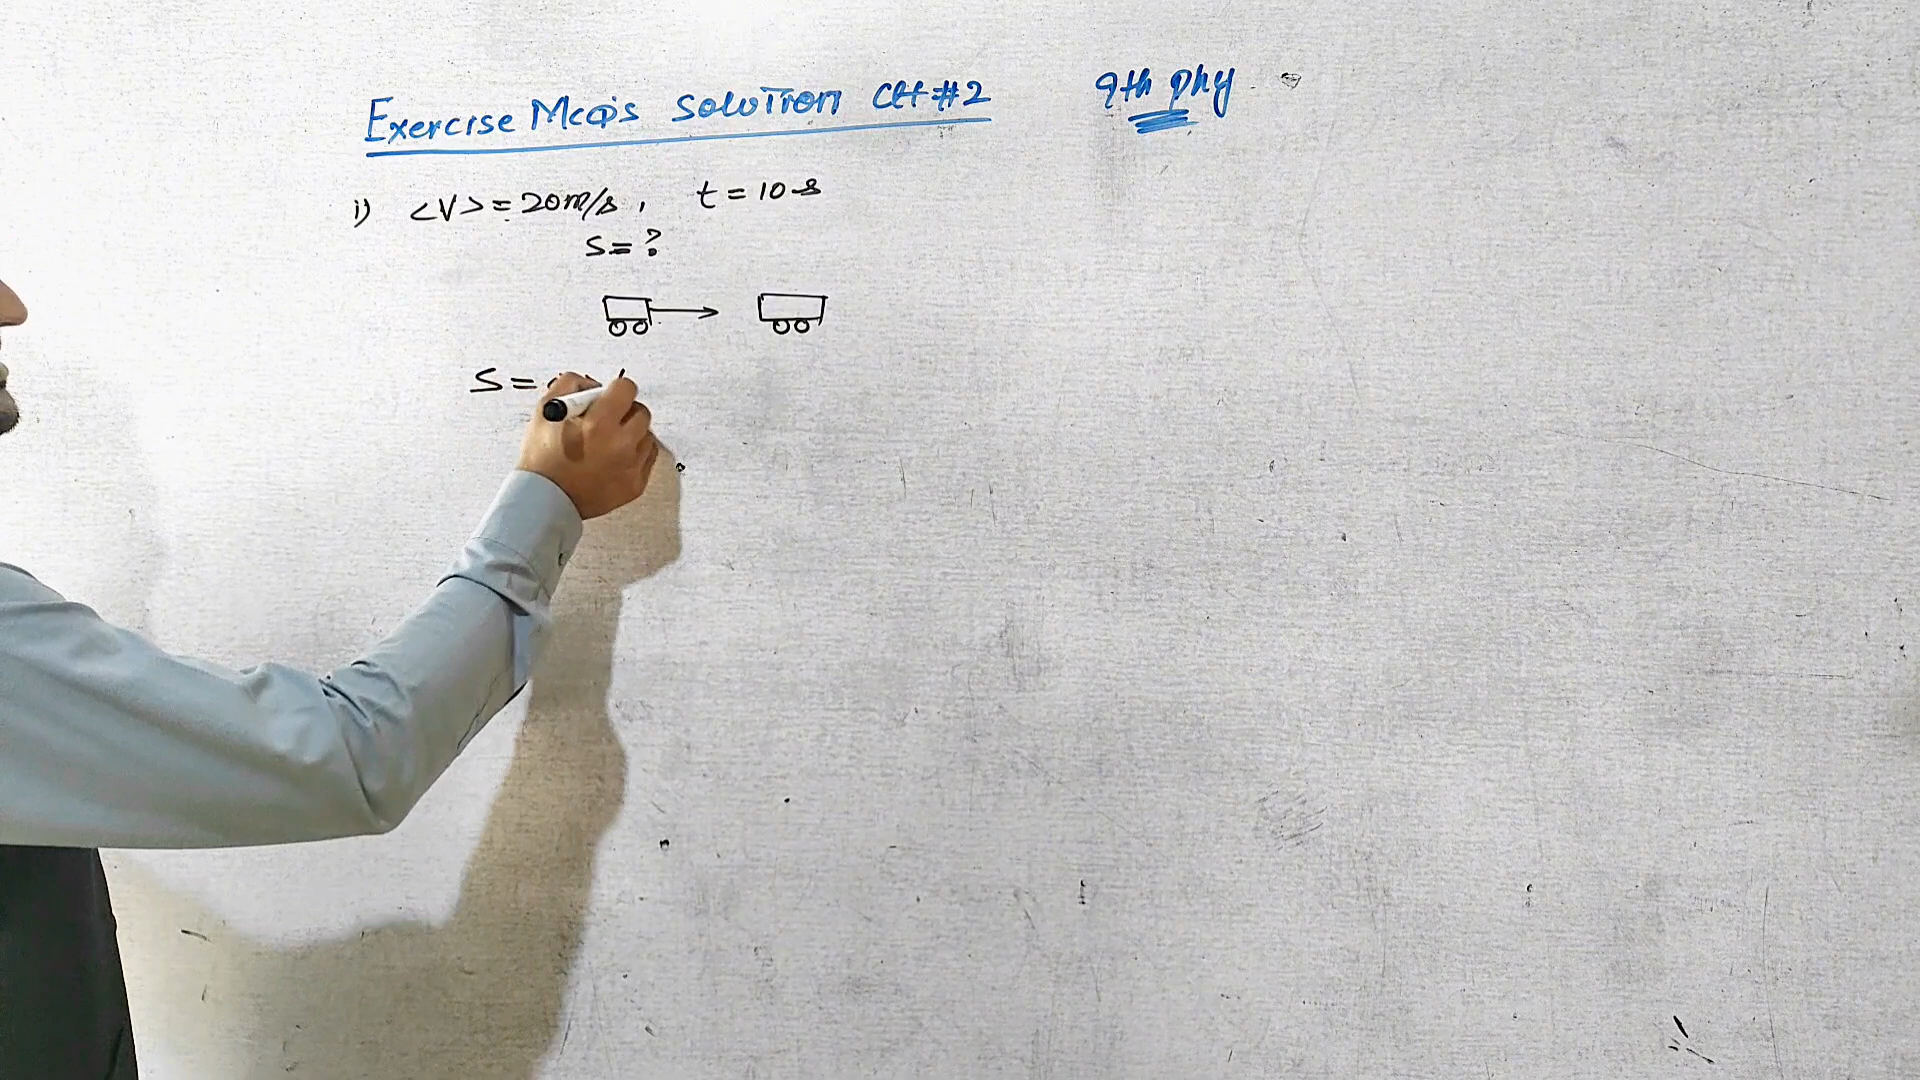 Exercise Mcqs Solution CH#2 9th phy
i) <V> = 20m/s, t = 10s
S = ?
S =